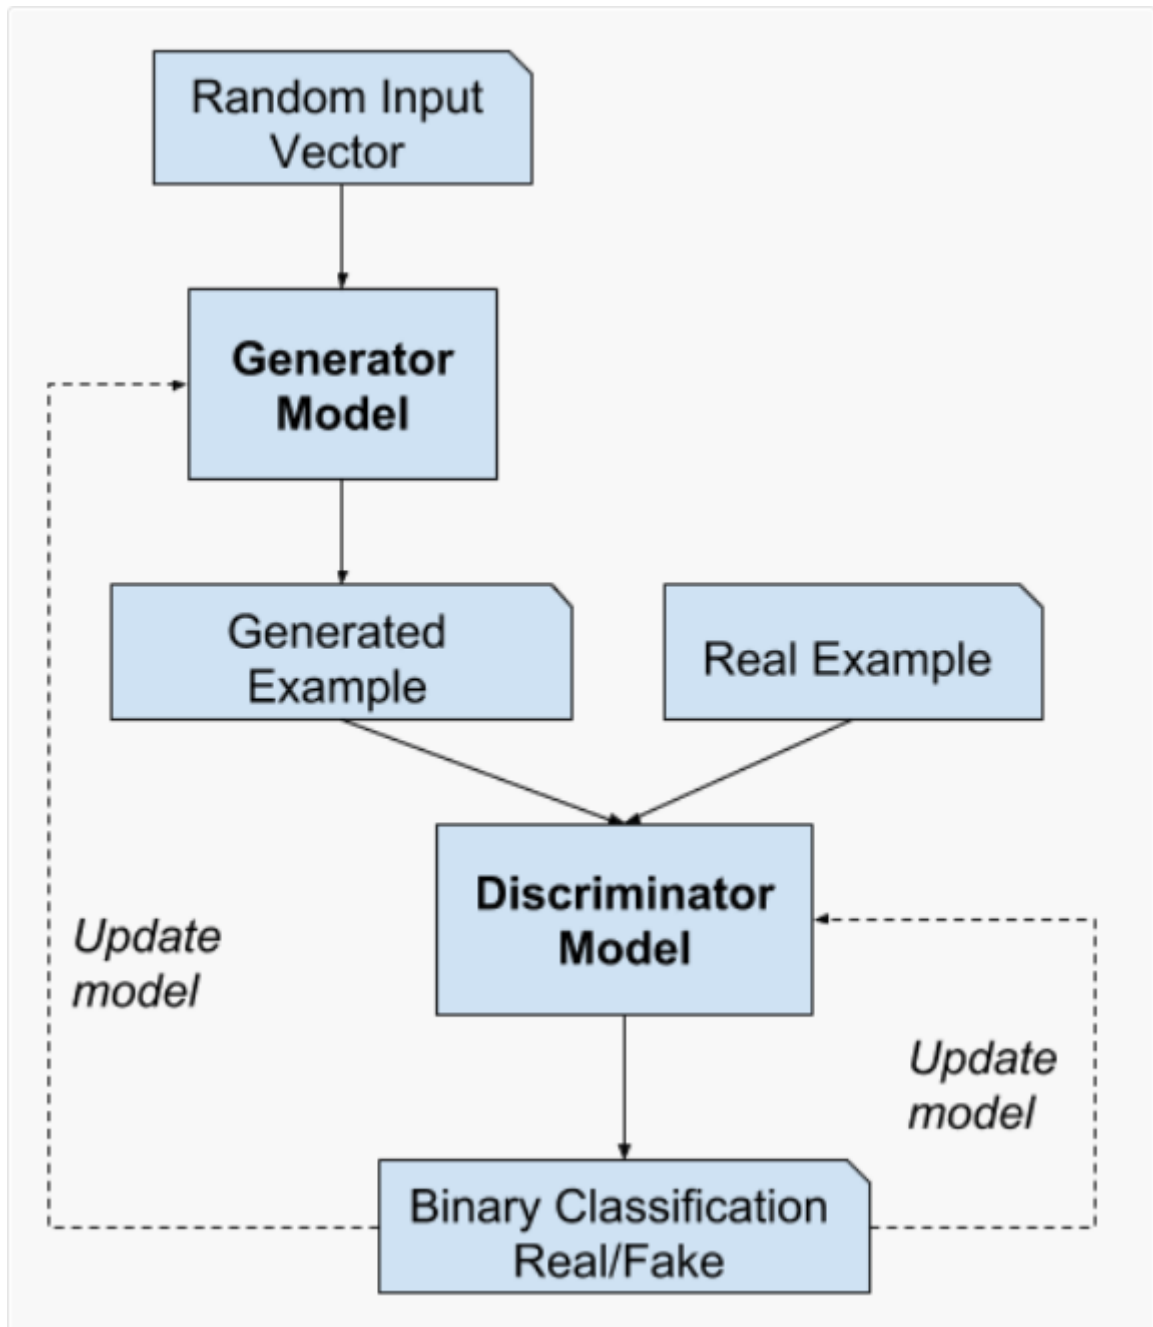 Random Input
Vector
Generator
Model
Generated
Example
Real Example
Discriminator
Model
Update
model
Update
model
Binary Classification
Real/Fake